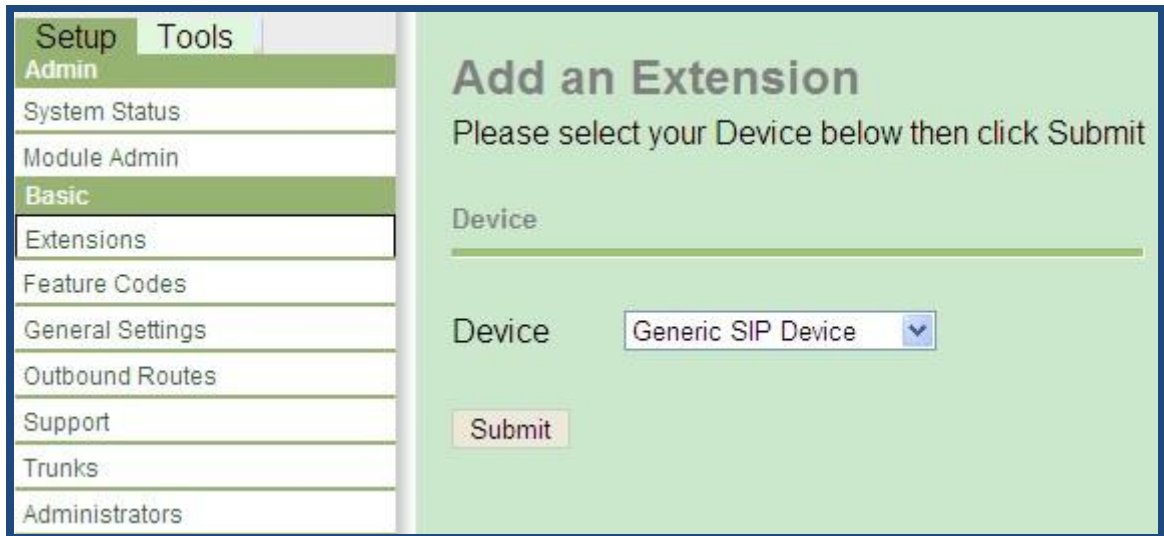 Setup Tools
Admin
System Status
Module Admin
Basic
Extensions
Feature Codes
General Settings
Outbound Routes
Support
Trunks
Administrators
Add an Extension
Please select your Device below then click Submit
Device
Device Generic SIP Device
Submit